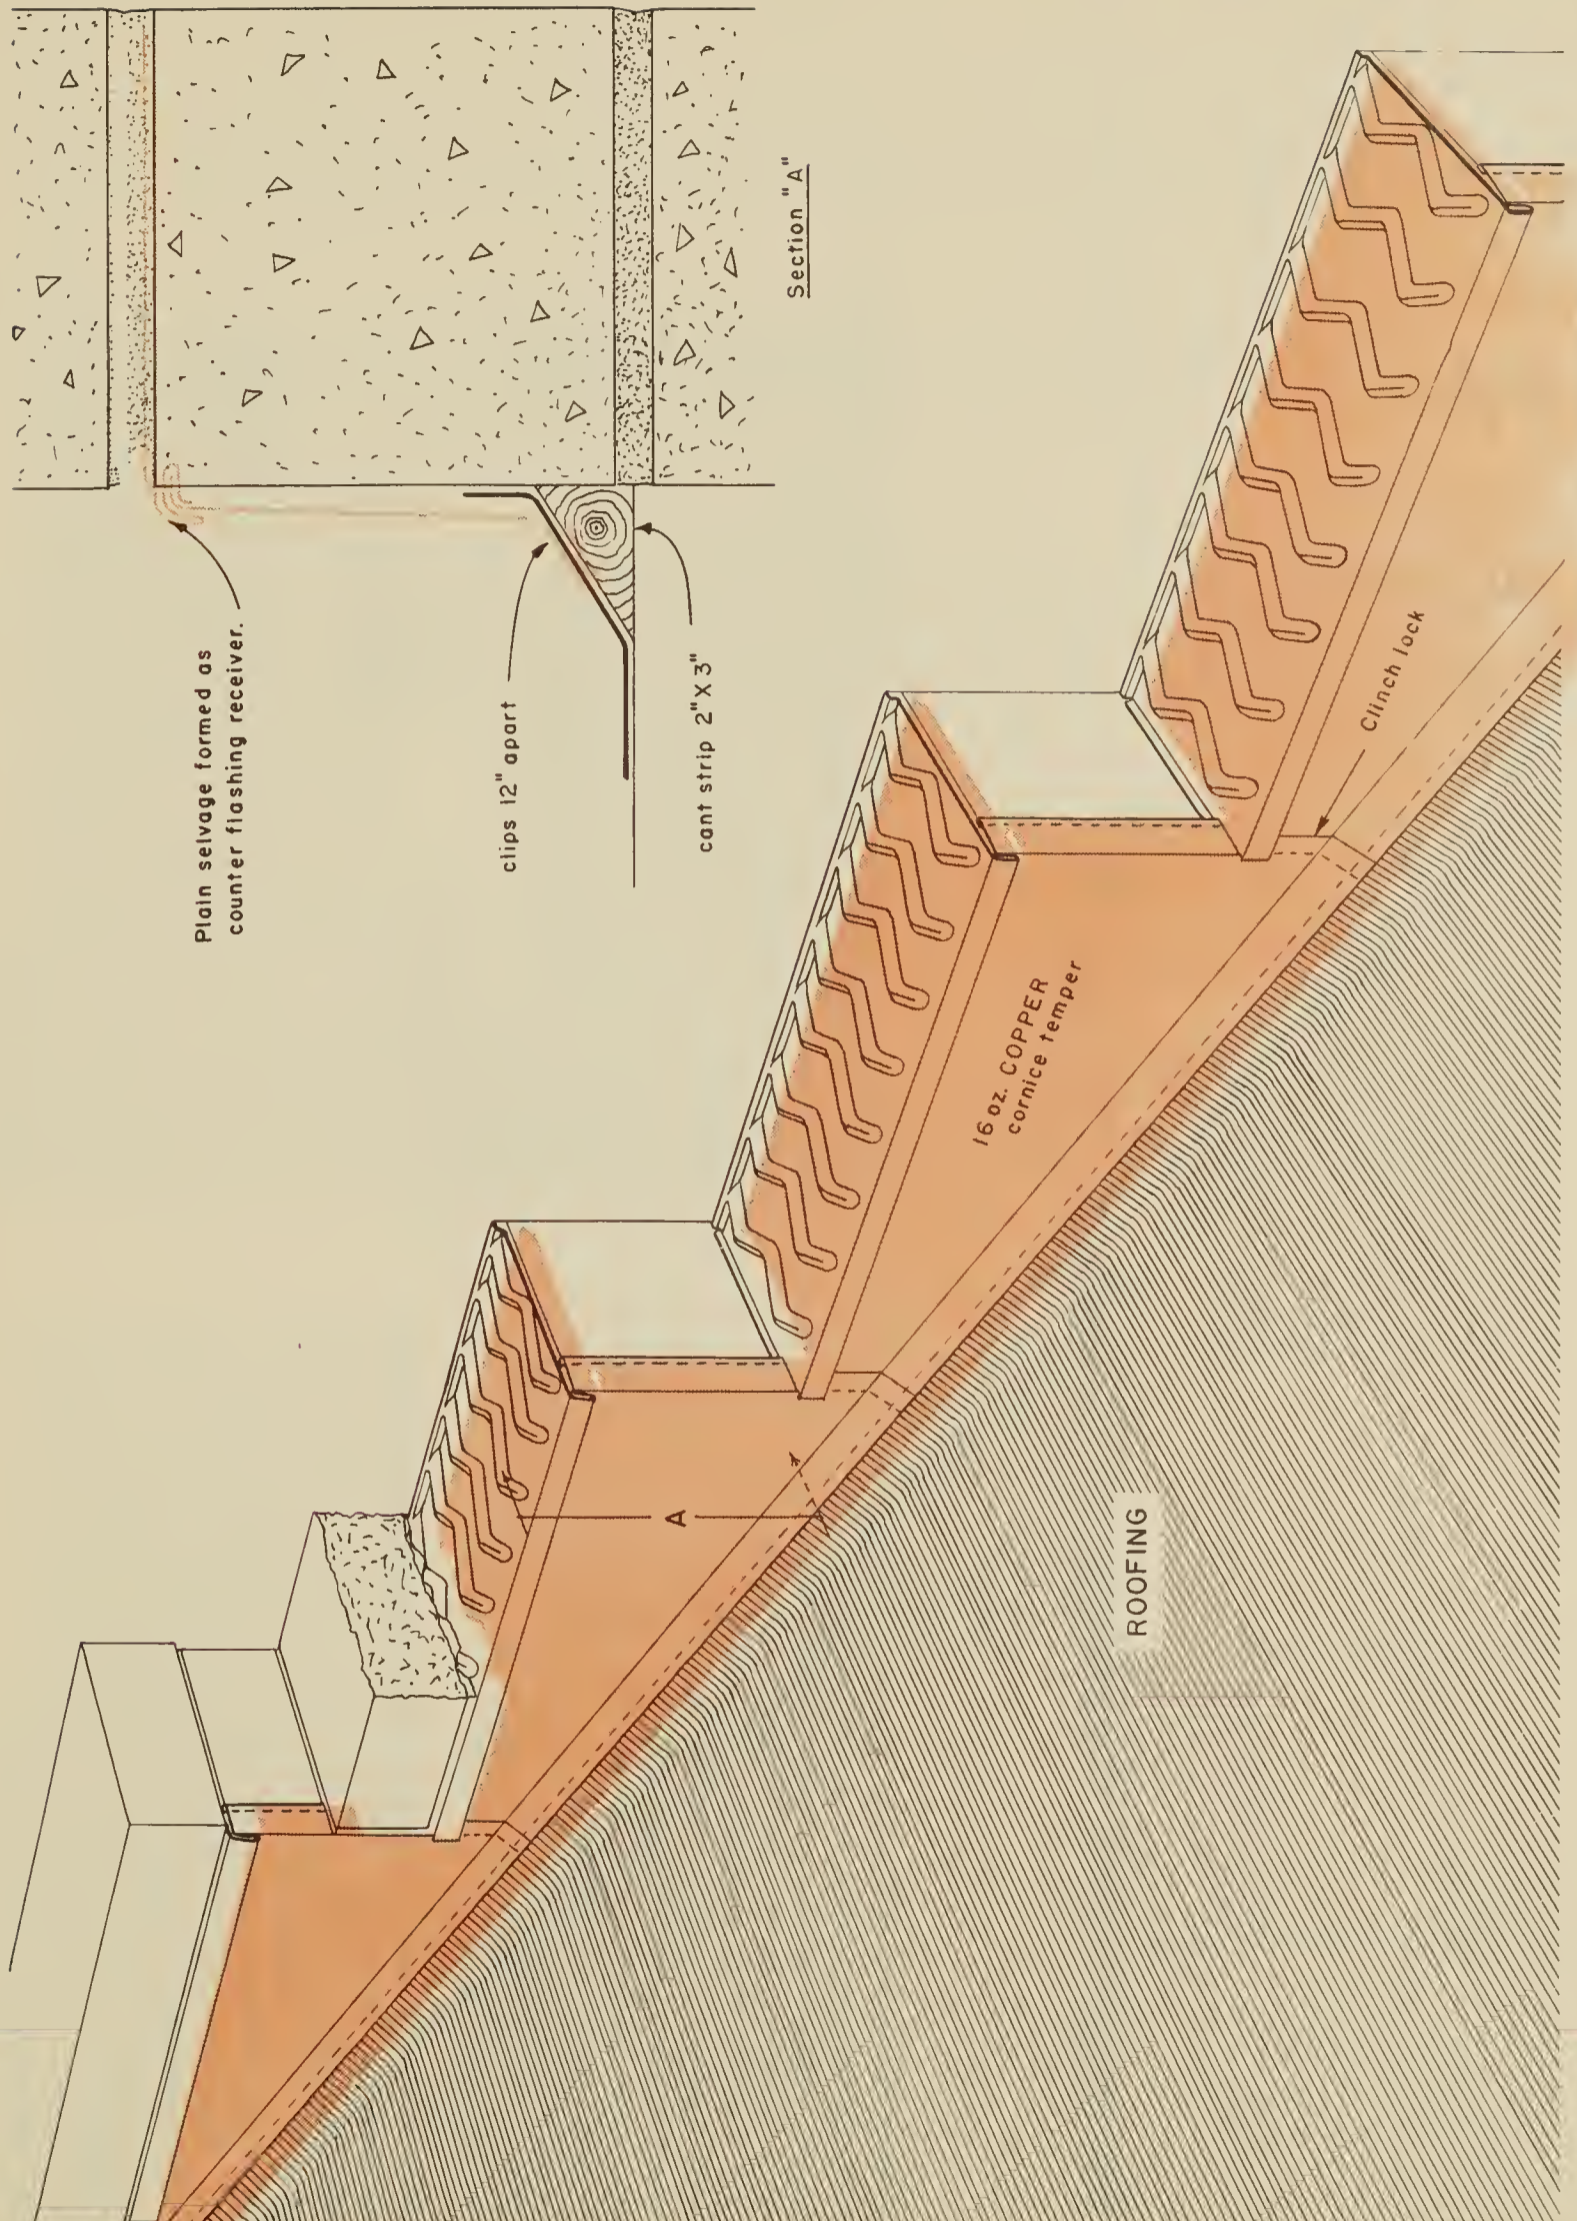 Plain selvage formed as
counter flashing receiver.
clips 12" apart
cant strip 2" X 3"
Section "A"
A
16 oz. COPPER
cornice temper
Clinch lock
ROOFING